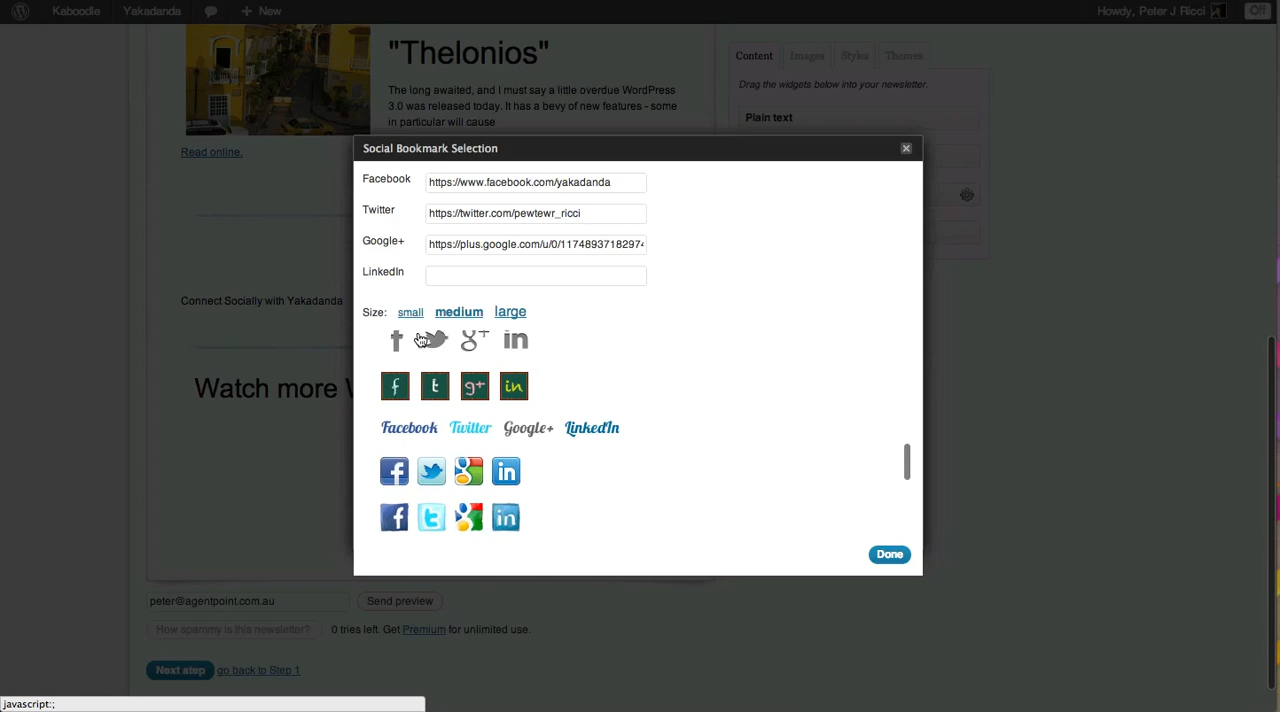 Kaboodle Yakadanda + New Howdy, Peter J Ricci Off
"Thelonios"
The long awaited, and I must say a little overdue WordPress
3.0 was released today. It has a bevy of new features - some
in particular will cause
Read online.
Content Images Styles Themes
Drag the widgets below into your newsletter.
Plain text
Social Bookmark Selection
Facebook https://www.facebook.com/yakadanda
Twitter https://twitter.com/pewtewr_ricci
Google+ https://plus.google.com/u/0/11748937182974
LinkedIn
Size: small medium large
f g+ in
f t g+ in
Facebook Twitter Google+ LinkedIn
f g in
f t g in
Done
Connect Socially with Yakadanda
Watch more
peter@agentpoint.com.au Send preview
How spammy is this newsletter? 0 tries left. Get Premium for unlimited use.
Next step go back to Step 1
javascript:;